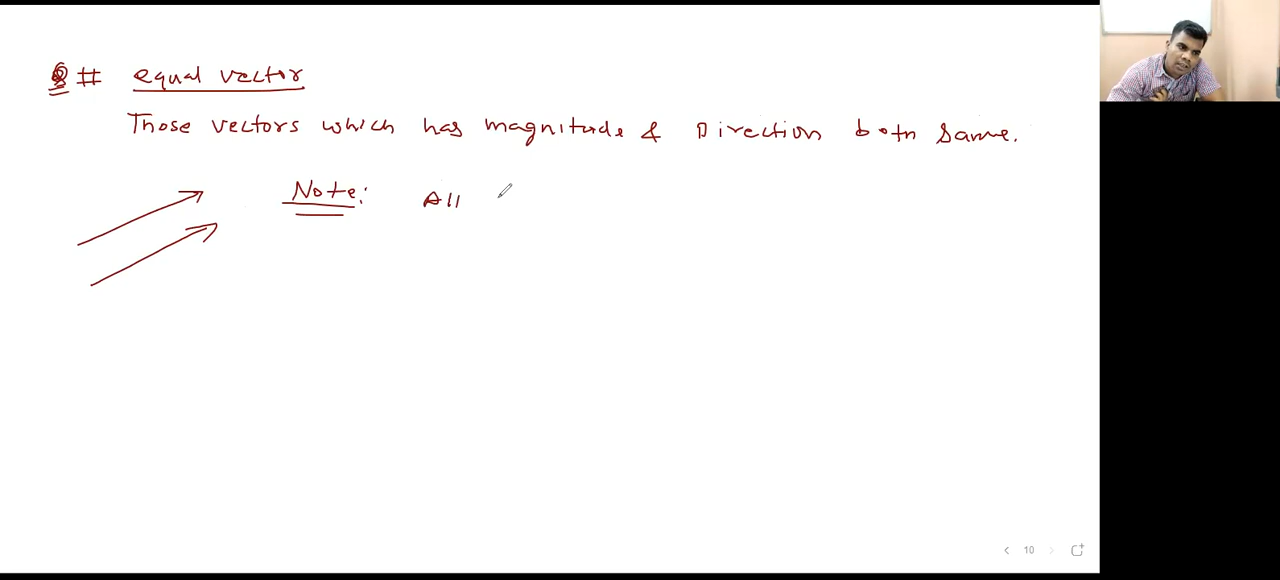 # equal vector
Those vectors which has magnitude & Direction both same.
Note: All
10